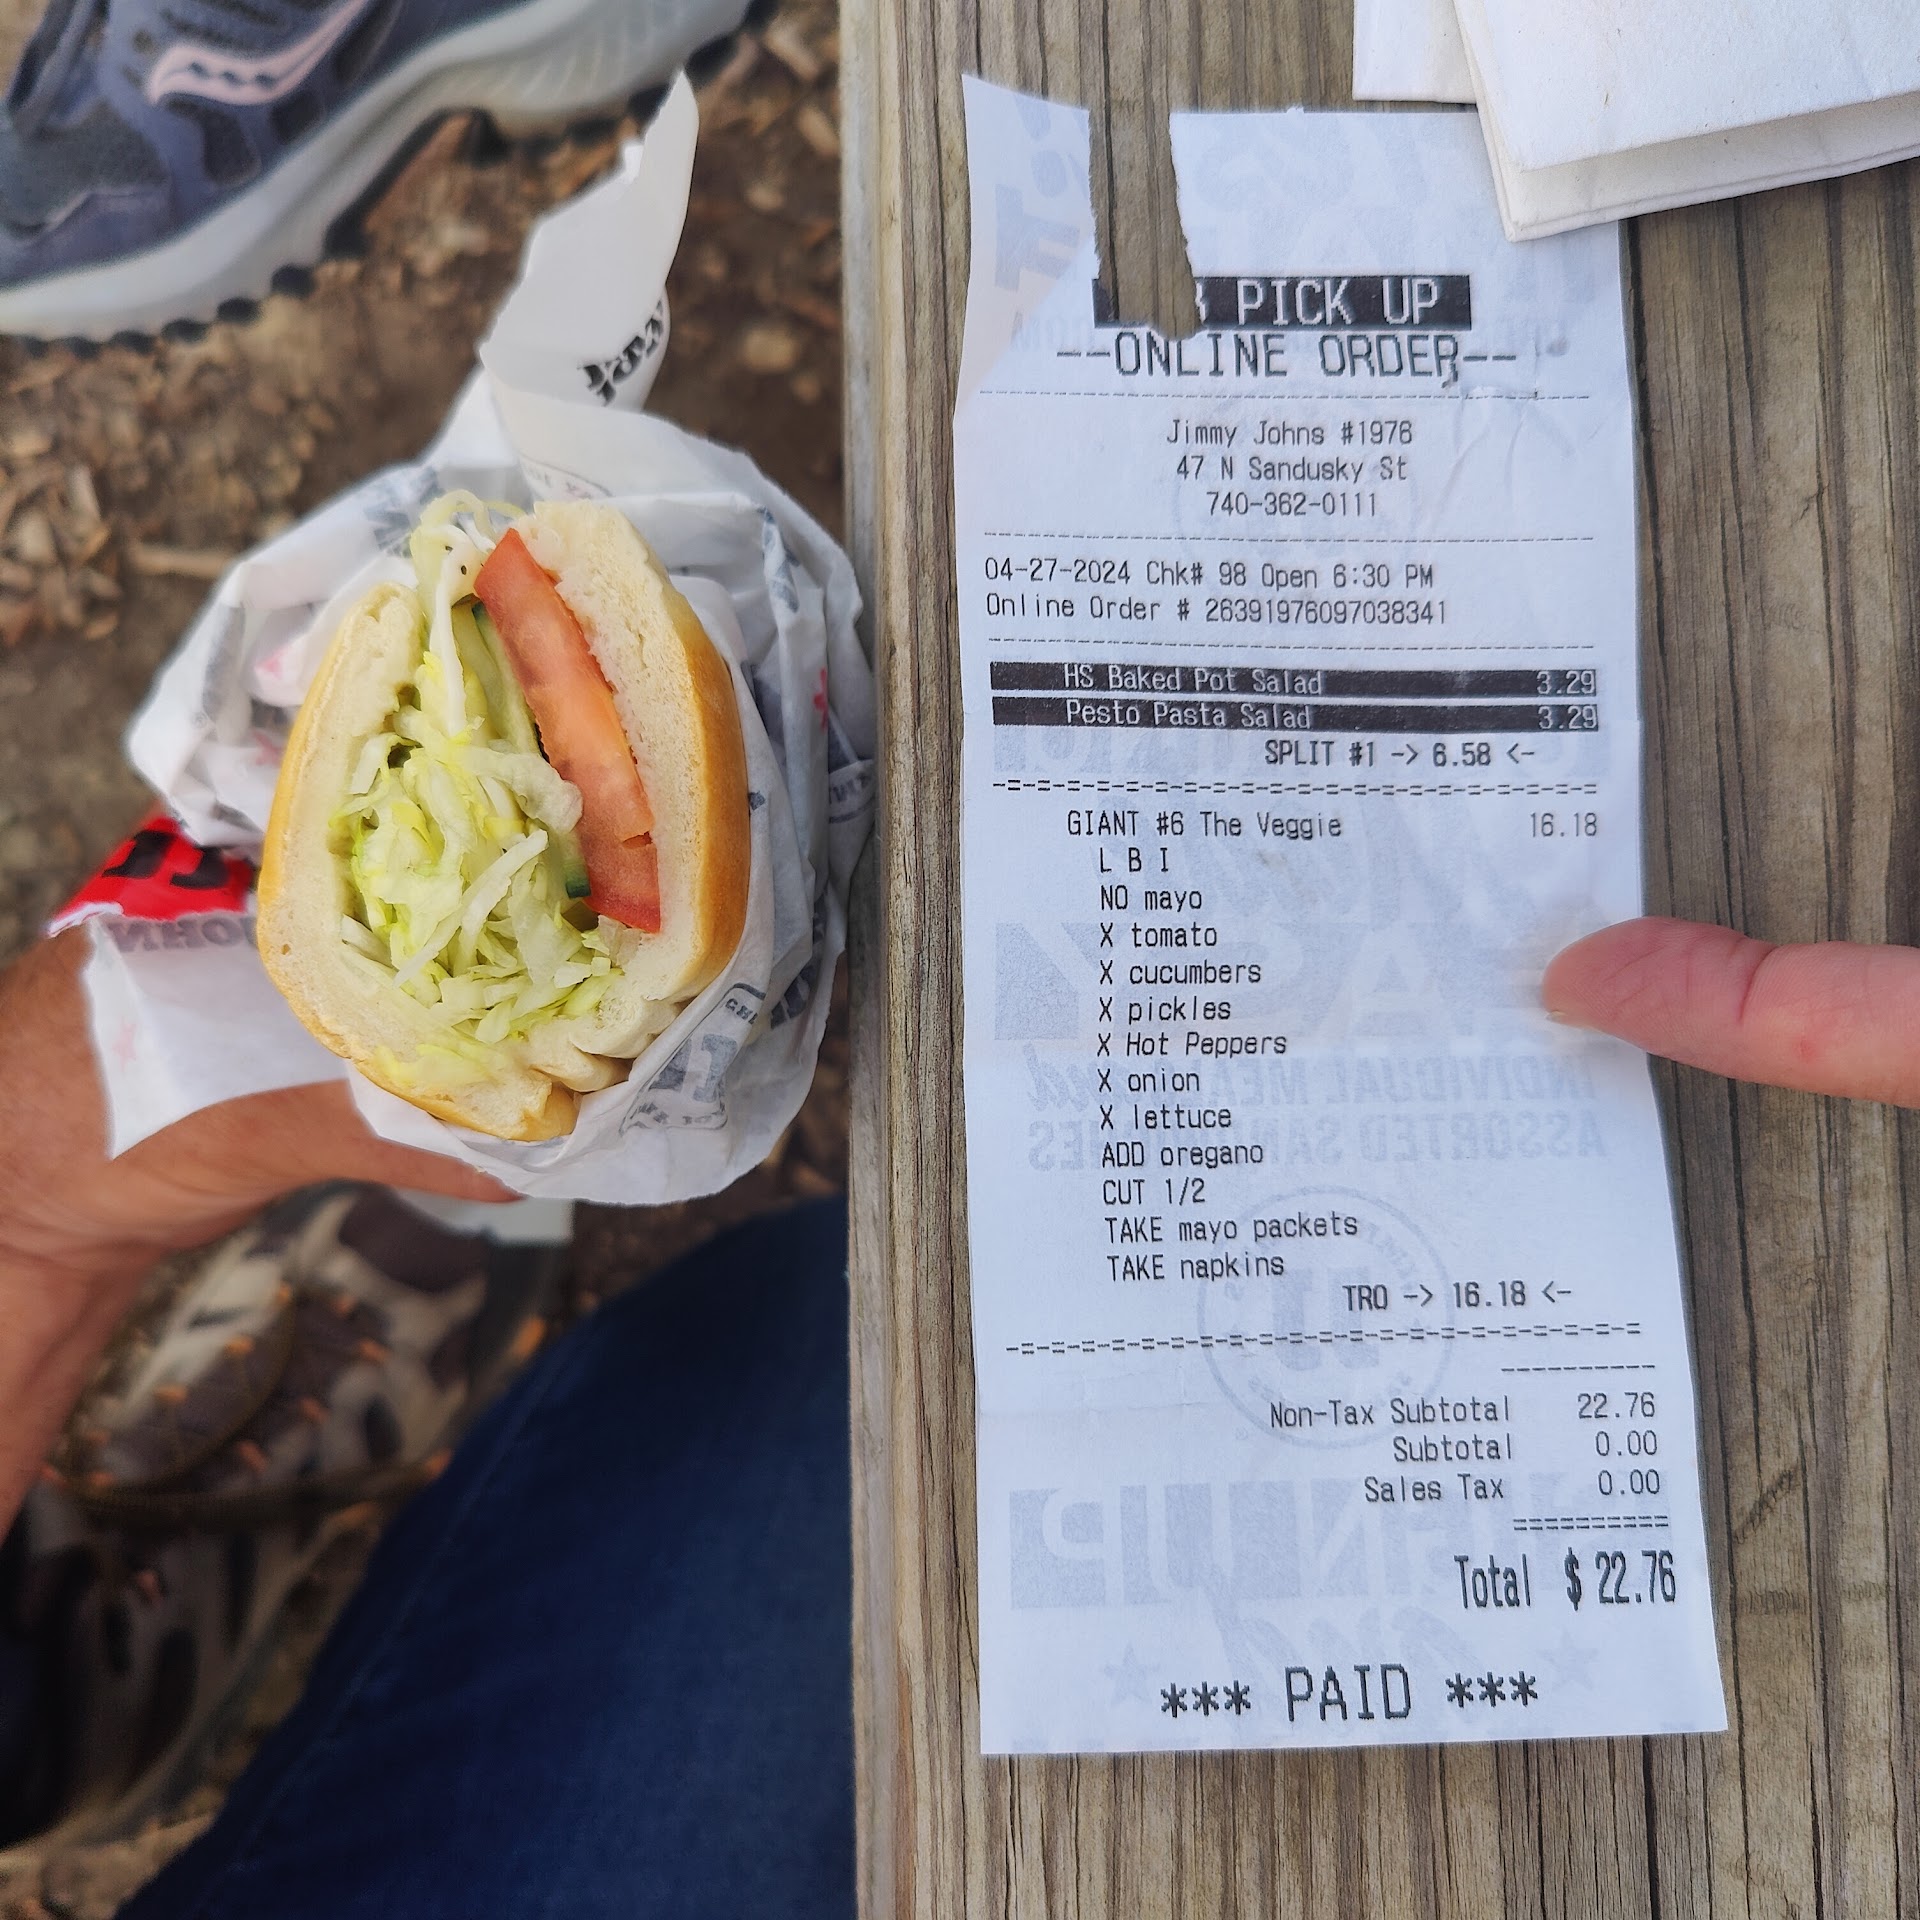 PICK UP
--ONLINE ORDER--
Jimmy Johns #1976
47 N Sandusky St
740-362-0111
04-27-2024 Chk# 98 Open 6:30 PM
Online Order # 26391976097038341
HS Baked Pot Salad 3.29
Pesto Pasta Salad 3.29
SPLIT #1 -> 6.58 <-
GIANT #6 The Veggie 16.18
L B I
NO mayo
X tomato
X cucumbers
X pickles
X Hot Peppers
X onion
X lettuce
ADD oregano
CUT 1/2
TAKE mayo packets
TAKE napkins
TRO -> 16.18 <-
Non-Tax Subtotal 22.76
Subtotal 0.00
Sales Tax 0.00
Total $ 22.76
*** PAID ***